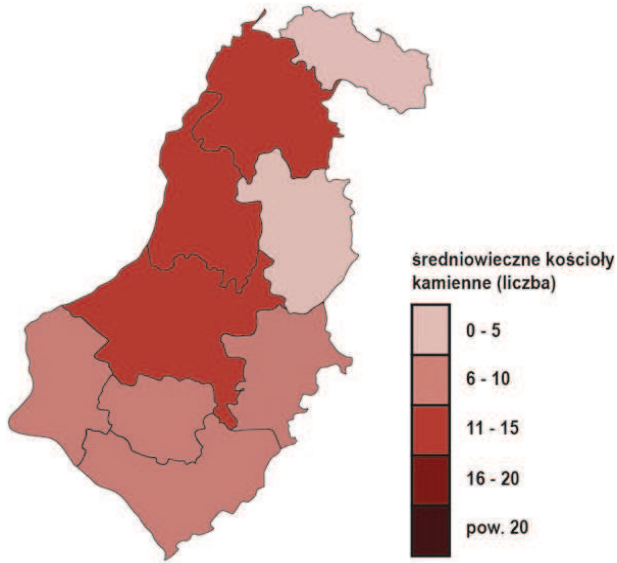 średniowieczne kościoły
kamienne (liczba)
0 - 5
6 - 10
11 - 15
16 - 20
pow. 20